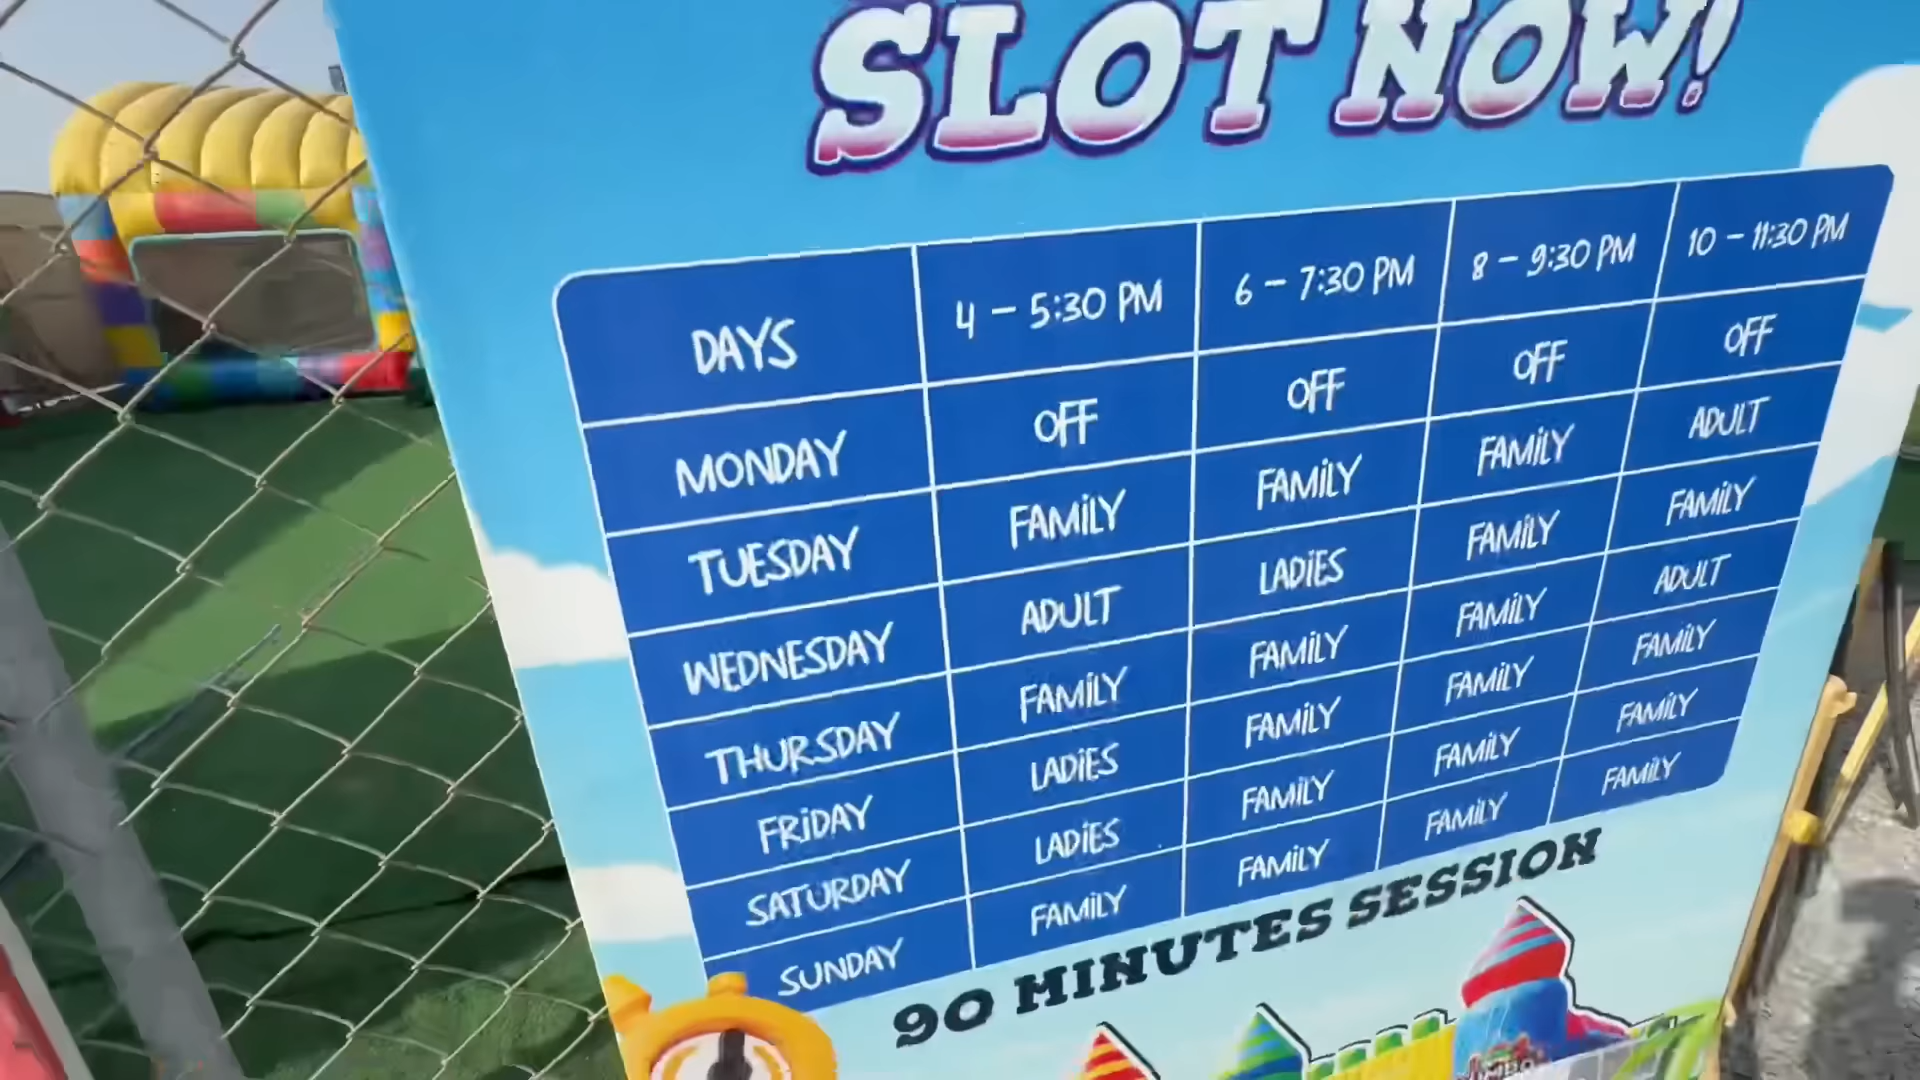 SLOT NOW!
DAYS 4 – 5:30 PM 6 – 7:30 PM 8 – 9:30 PM 10 – 11:30 PM
MONDAY OFF OFF OFF OFF
TUESDAY FAMiLY FAMiLY FAMiLY ADULT
WEDNESDAY ADULT LADiES FAMiLY FAMiLY
THURSDAY FAMiLY FAMiLY FAMiLY ADULT
FRiDAY LADiES FAMiLY FAMiLY FAMiLY
SATURDAY LADiES FAMiLY FAMiLY FAMiLY
SUNDAY FAMiLY FAMiLY FAMiLY FAMiLY
90 MINUTES SESSION